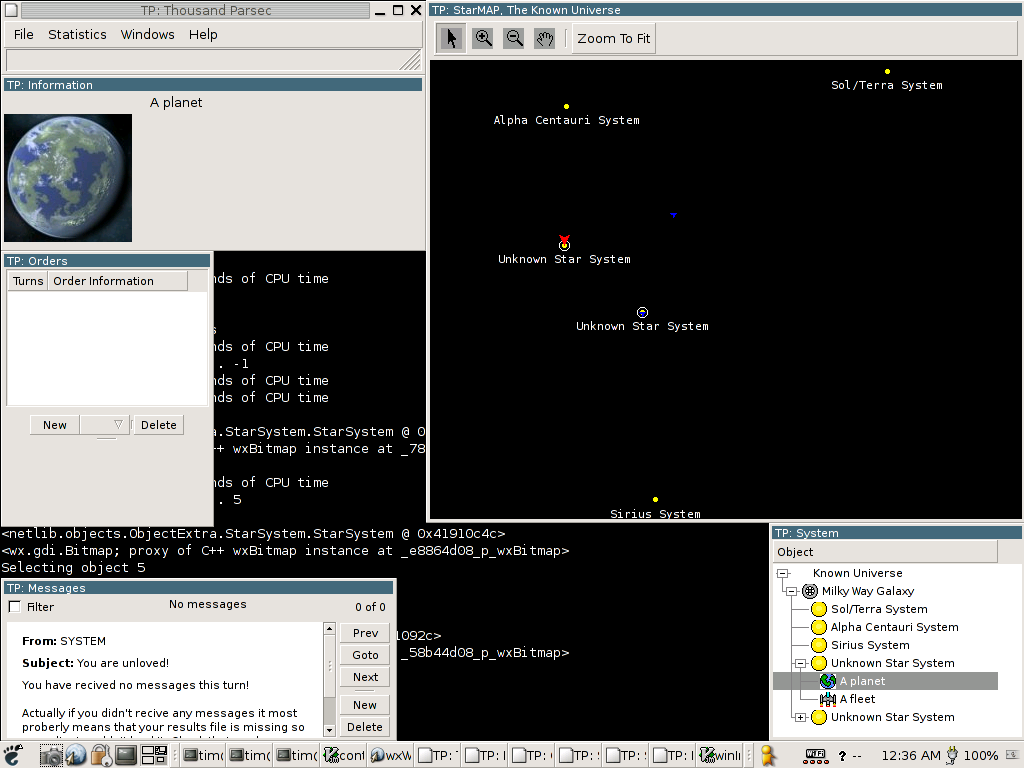 TP: Thousand Parsec
File Statistics Windows Help
TP: Information
A planet
TP: StarMAP, The Known Universe
Zoom To Fit
Sol/Terra System
Alpha Centauri System
Unknown Star System
Unknown Star System
Sirius System
TP: Orders
Turns Order Information
New Delete
nds of CPU time
s
nds of CPU time
. -1
nds of CPU time
nds of CPU time
a.StarSystem.StarSystem @ 0
++ wxBitmap instance at _78
nds of CPU time
. 5
<netlib.objects.ObjectExtra.StarSystem.StarSystem @ 0x41910c4c>
<wx.gdi.Bitmap; proxy of C++ wxBitmap instance at _e8864d08_p_wxBitmap>
Selecting object 5
1092c>
_58b44d08_p_wxBitmap>
TP: Messages
Filter No messages 0 of 0
From: SYSTEM
Subject: You are unloved!
You have recived no messages this turn!
Actually if you didn't recive any messages it most
properly means that your results file is missing so
Prev
Goto
Next
New
Delete
TP: System
Object
Known Universe
Milky Way Galaxy
Sol/Terra System
Alpha Centauri System
Sirius System
Unknown Star System
A planet
A fleet
Unknown Star System
time time time cont wxW TP: TP: I TP: TP: TP: TP: TP: winl WiFi ? -- 12:36 AM 100%